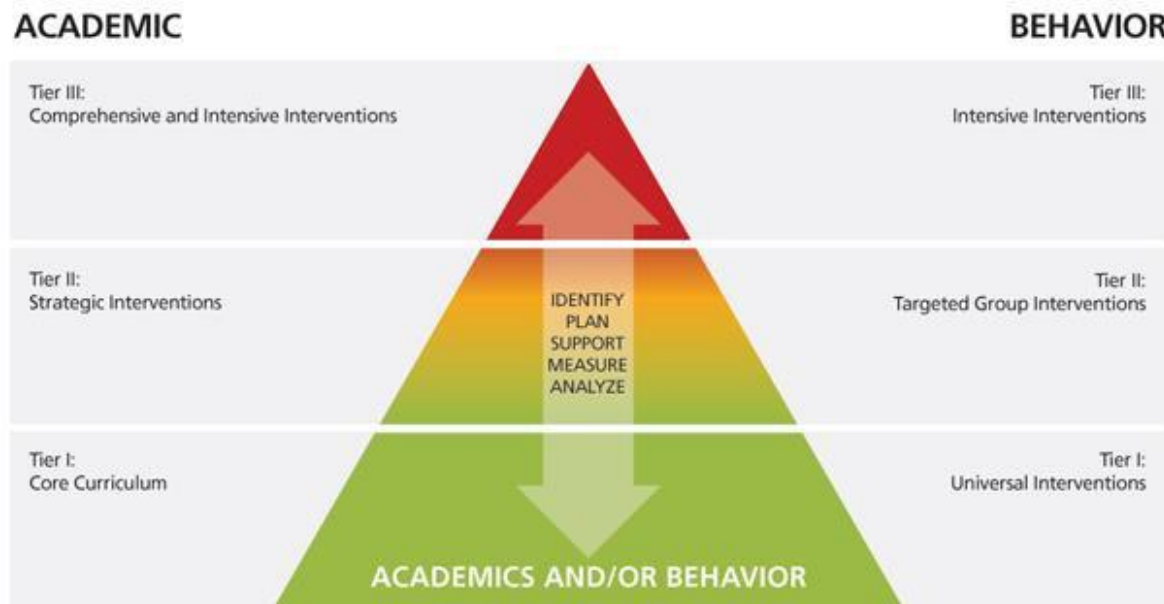 ACADEMIC
BEHAVIOR
Tier III:
Comprehensive and Intensive Interventions
Tier III:
Intensive Interventions
Tier II:
Strategic Interventions
IDENTIFY
PLAN
SUPPORT
MEASURE
ANALYZE
Tier II:
Targeted Group Interventions
Tier I:
Core Curriculum
Tier I:
Universal Interventions
ACADEMICS AND/OR BEHAVIOR